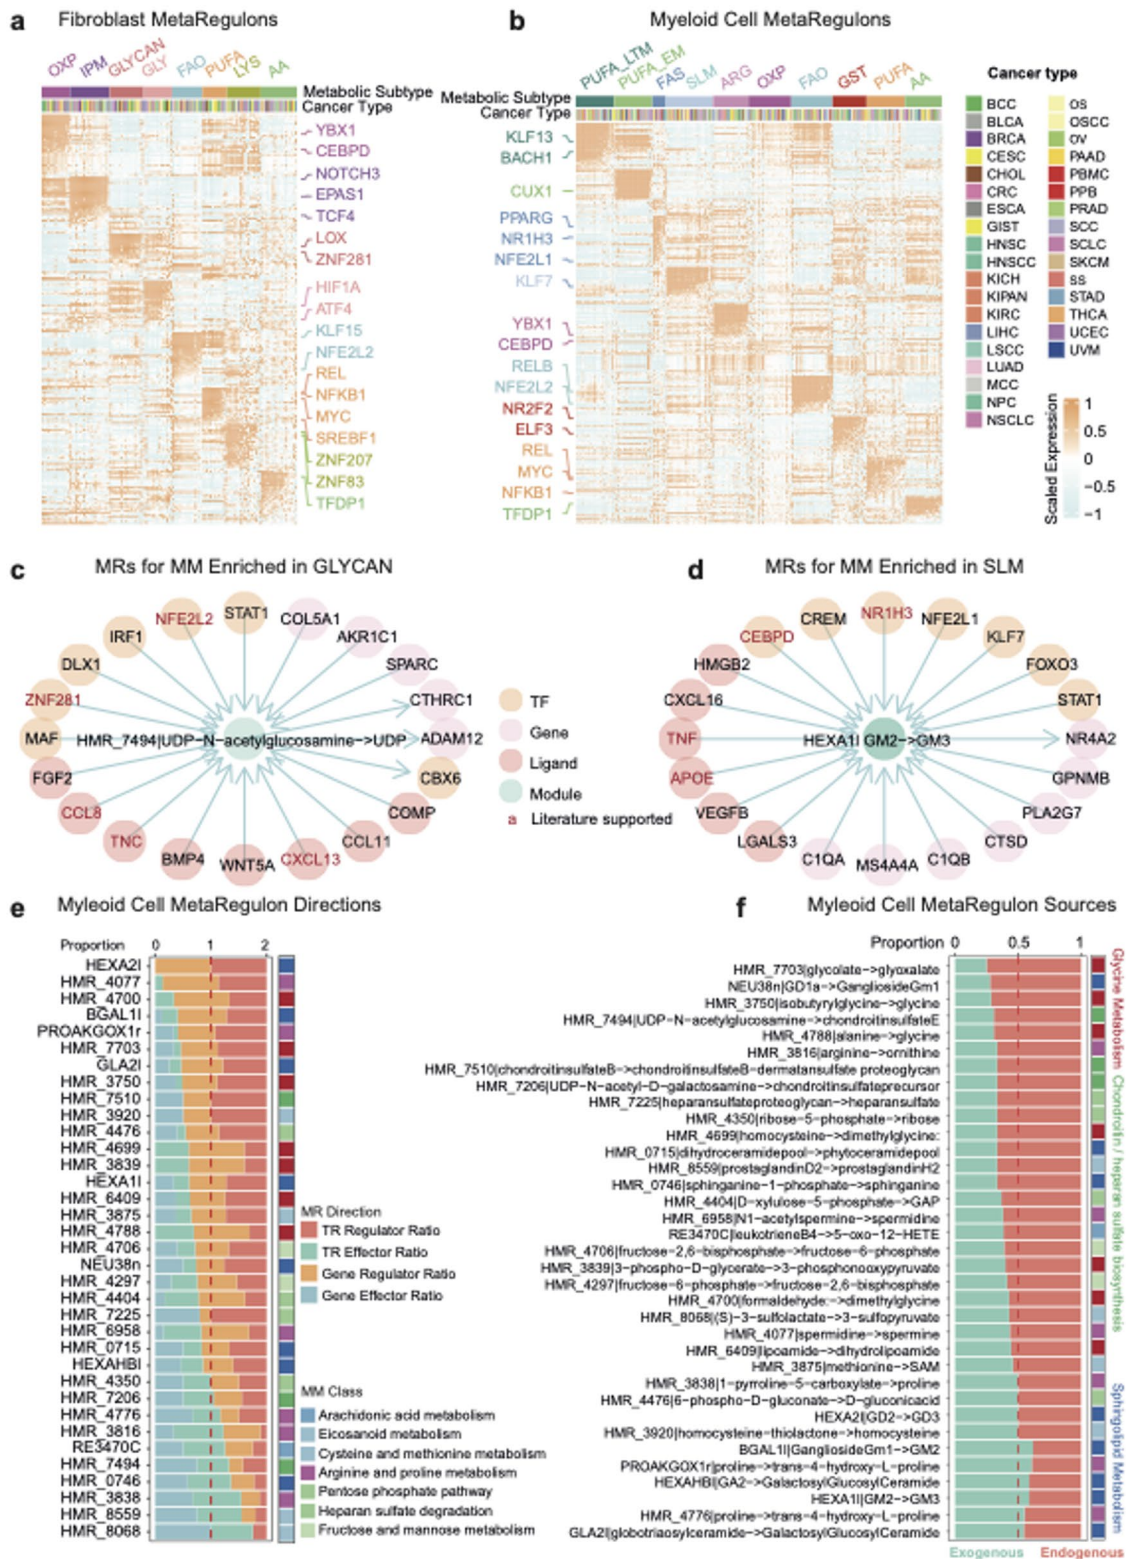 a Fibroblast MetaRegulons
OXP IPM GLYCAN GLY FAO PUFA LYS AA
Metabolic Subtype
Cancer Type
YBX1
CEBPD
NOTCH3
EPAS1
TCF4
LOX
ZNF281
HIF1A
ATF4
KLF15
NFE2L2
REL
NFKB1
MYC
SREBF1
ZNF207
ZNF83
TFDP1
b Myeloid Cell MetaRegulons
PUFA_LTM PUFA_EM FAS SLM ARG OXP FAO GST PUFA AA
Metabolic Subtype
Cancer Type
KLF13
BACH1
CUX1
PPARG
NR1H3
NFE2L1
KLF7
YBX1
CEBPD
RELB
NFE2L2
NR2F2
ELF3
REL
MYC
NFKB1
TFDP1
Cancer type
BCC
BLCA
BRCA
CESC
CHOL
CRC
ESCA
GIST
HNSC
HNSCC
KICH
KIPAN
KIRC
LIHC
LSCC
LUAD
MCC
NPC
NSCLC
OS
OSCC
OV
PAAD
PBMC
PPB
PRAD
SCC
SCLC
SKCM
SS
STAD
THCA
UCEC
UVM
Scaled Expression
1
0.5
0
−0.5
−1
c MRs for MM Enriched in GLYCAN
STAT1
NFE2L2 COL5A1
IRF1 AKR1C1
DLX1 SPARC
ZNF281 CTHRC1
MAF HMR_7494|UDP−N−acetylglucosamine−>UDP ADAM12
FGF2 CBX6
CCL8 COMP
TNC CCL11
BMP4 WNT5A CXCL13
TF
Gene
Ligand
Module
a Literature supported
d MRs for MM Enriched in SLM
NR1H3
CREM NFE2L1
CEBPD KLF7
HMGB2 FOXO3
CXCL16 STAT1
TNF HEXA1l GM2−>GM3 NR4A2
APOE GPNMB
VEGFB PLA2G7
LGALS3 CTSD
C1QA MS4A4A C1QB
e Myleoid Cell MetaRegulon Directions
Proportion 0 1 2
HEXA2l
HMR_4077
HMR_4700
BGAL1l
PROAKGOX1r
HMR_7703
GLA2l
HMR_3750
HMR_7510
HMR_3920
HMR_4476
HMR_4699
HMR_3839
HEXA1l
HMR_6409
HMR_3875
HMR_4788
HMR_4706
NEU38n
HMR_4297
HMR_4404
HMR_7225
HMR_6958
HMR_0715
HEXAHBl
HMR_4350
HMR_7206
HMR_4776
HMR_3816
RE3470C
HMR_7494
HMR_0746
HMR_3838
HMR_8559
HMR_8068
MR Direction
TR Regulator Ratio
TR Effector Ratio
Gene Regulator Ratio
Gene Effector Ratio
MM Class
Arachidonic acid metabolism
Eicosanoid metabolism
Cysteine and methionine metabolism
Arginine and proline metabolism
Pentose phosphate pathway
Heparan sulfate degradation
Fructose and mannose metabolism
f Myleoid Cell MetaRegulon Sources
Proportion 0 0.5 1
HMR_7703|glycolate−>glyoxalate
NEU38n|GD1a−>GangliosideGm1
HMR_3750|isobutyrylglycine−>glycine
HMR_7494|UDP−N−acetylglucosamine−>chondroitinsulfateE
HMR_4788|alanine−>glycine
HMR_3816|arginine−>ornithine
HMR_7510|chondroitinsulfateB−>chondroitinsulfateB−dermatansulfate proteoglycan
HMR_7206|UDP−N−acetyl−D−galactosamine−>chondroitinsulfateprecursor
HMR_7225|heparansulfateproteoglycan−>heparansulfate
HMR_4350|ribose−5−phosphate−>ribose
HMR_4699|homocysteine−>dimethylglycine:
HMR_0715|dihydroceramidepool−>phytoceramidepool
HMR_8559|prostaglandinD2−>prostaglandinH2
HMR_0746|sphinganine−1−phosphate−>sphinganine
HMR_4404|D−xylulose−5−phosphate−>GAP
HMR_6958|N1−acetylspermine−>spermidine
RE3470C|leukotrieneB4−>5−oxo−12−HETE
HMR_4706|fructose−2,6−bisphosphate−>fructose−6−phosphate
HMR_3839|3−phospho−D−glycerate−>3−phosphonooxypyruvate
HMR_4297|fructose−6−phosphate−>fructose−2,6−bisphosphate
HMR_4700|formaldehyde:−>dimethylglycine
HMR_8068|(S)−3−sulfolactate−>3−sulfopyruvate
HMR_4077|spermidine−>spermine
HMR_6409|lipoamide−>dihydrolipoamide
HMR_3875|methionine−>SAM
HMR_3838|1−pyrroline−5−carboxylate−>proline
HMR_4476|6−phospho−D−gluconate−>D−gluconicacid
HEXA2l|GD2−>GD3
HMR_3920|homocysteine−thiolactone−>homocysteine
BGAL1l|GangliosideGm1−>GM2
PROAKGOX1r|proline−>trans−4−hydroxy−L−proline
HEXAHBl|GA2−>GalactosylGlucosylCeramide
HEXA1l|GM2−>GM3
HMR_4776|proline−>trans−4−hydroxy−L−proline
GLA2l|globotriaosylceramide−>GalactosylGlucosylCeramide
Exogenous Endogenous
Glycine Metabolism
Chondroitin / heparan sulfate biosynthesis
Sphingolipid Metabolism